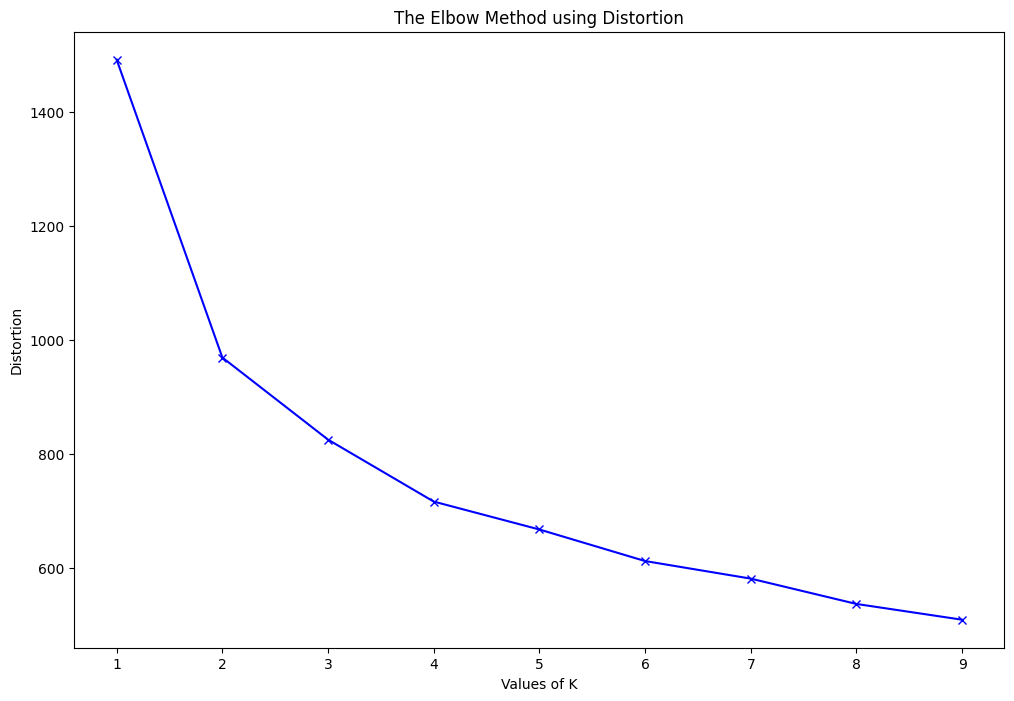 The Elbow Method using Distortion
1400
1200
1000
800
600
Distortion
1 2 3 4 5 6 7 8 9
Values of K